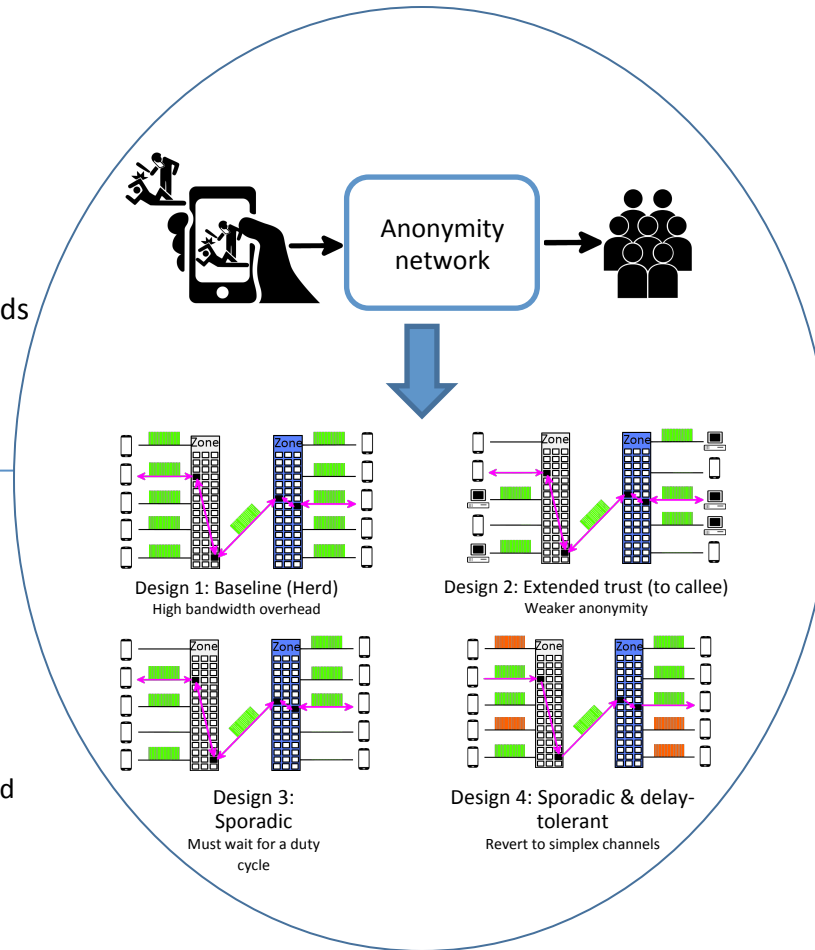 Anonymity
network
ds
Zone
Zone
Zone
Zone
Design 1: Baseline (Herd)
High bandwidth overhead
Design 2: Extended trust (to callee)
Weaker anonymity
Zone
Zone
Zone
Zone
Design 3:
Sporadic
Must wait for a duty
cycle
Design 4: Sporadic & delay-
tolerant
Revert to simplex channels
d